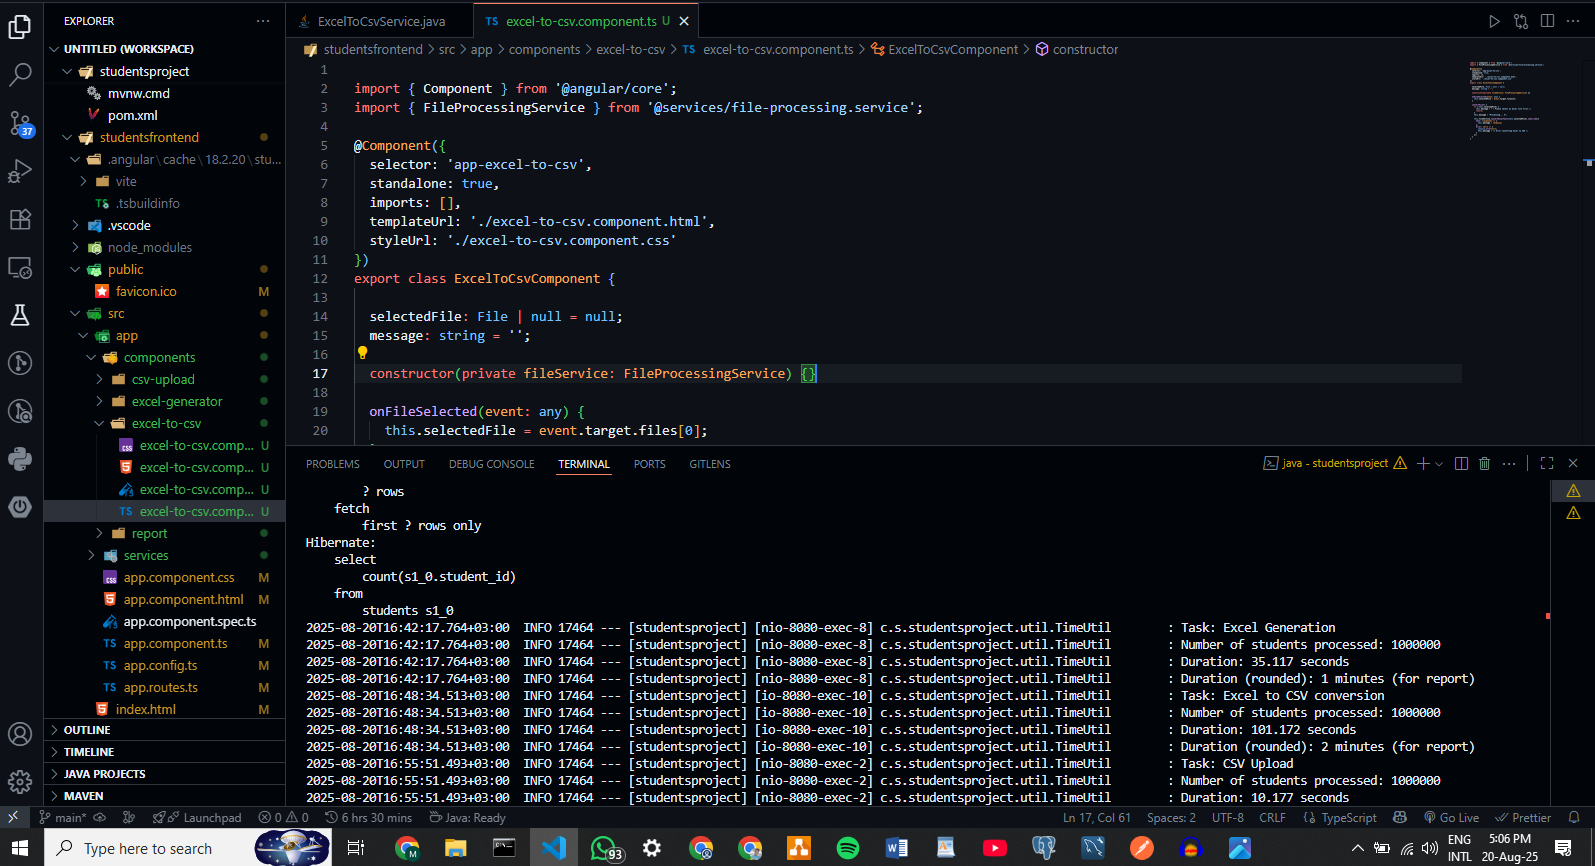 EXPLORER
UNTITLED (WORKSPACE)
studentsproject
mvnw.cmd
pom.xml
studentsfrontend
.angular \ cache \ 18.2.20 \ stu...
vite
.tsbuildinfo
.vscode
node_modules
public
favicon.ico M
src
app
components
csv-upload
excel-generator
excel-to-csv
excel-to-csv.comp... U
excel-to-csv.comp... U
excel-to-csv.comp... U
TS excel-to-csv.comp... U
report
services
app.component.css M
app.component.html M
app.component.spec.ts
TS app.component.ts M
TS app.config.ts M
TS app.routes.ts M
index.html M
OUTLINE
TIMELINE
JAVA PROJECTS
MAVEN
37
ExcelToCsvService.java
TS excel-to-csv.component.ts U
studentsfrontend > src > app > components > excel-to-csv > TS excel-to-csv.component.ts > ExcelToCsvComponent > constructor
1
2 import { Component } from '@angular/core';
3 import { FileProcessingService } from '@services/file-processing.service';
4
5 @Component({
6 selector: 'app-excel-to-csv',
7 standalone: true,
8 imports: [],
9 templateUrl: './excel-to-csv.component.html',
10 styleUrl: './excel-to-csv.component.css'
11 })
12 export class ExcelToCsvComponent {
13
14 selectedFile: File | null = null;
15 message: string = '';
16
17 constructor(private fileService: FileProcessingService) {}
18
19 onFileSelected(event: any) {
20 this.selectedFile = event.target.files[0];
PROBLEMS OUTPUT DEBUG CONSOLE TERMINAL PORTS GITLENS
java - studentsproject
? rows
fetch
first ? rows only
Hibernate:
select
count(s1_0.student_id)
from
students s1_0
2025-08-20T16:42:17.764+03:00 INFO 17464 --- [studentsproject] [nio-8080-exec-8] c.s.studentsproject.util.TimeUtil : Task: Excel Generation
2025-08-20T16:42:17.764+03:00 INFO 17464 --- [studentsproject] [nio-8080-exec-8] c.s.studentsproject.util.TimeUtil : Number of students processed: 1000000
2025-08-20T16:42:17.764+03:00 INFO 17464 --- [studentsproject] [nio-8080-exec-8] c.s.studentsproject.util.TimeUtil : Duration: 35.117 seconds
2025-08-20T16:42:17.764+03:00 INFO 17464 --- [studentsproject] [nio-8080-exec-8] c.s.studentsproject.util.TimeUtil : Duration (rounded): 1 minutes (for report)
2025-08-20T16:48:34.513+03:00 INFO 17464 --- [studentsproject] [io-8080-exec-10] c.s.studentsproject.util.TimeUtil : Task: Excel to CSV conversion
2025-08-20T16:48:34.513+03:00 INFO 17464 --- [studentsproject] [io-8080-exec-10] c.s.studentsproject.util.TimeUtil : Number of students processed: 1000000
2025-08-20T16:48:34.513+03:00 INFO 17464 --- [studentsproject] [io-8080-exec-10] c.s.studentsproject.util.TimeUtil : Duration: 101.172 seconds
2025-08-20T16:48:34.513+03:00 INFO 17464 --- [studentsproject] [io-8080-exec-10] c.s.studentsproject.util.TimeUtil : Duration (rounded): 2 minutes (for report)
2025-08-20T16:55:51.493+03:00 INFO 17464 --- [studentsproject] [nio-8080-exec-2] c.s.studentsproject.util.TimeUtil : Task: CSV Upload
2025-08-20T16:55:51.493+03:00 INFO 17464 --- [studentsproject] [nio-8080-exec-2] c.s.studentsproject.util.TimeUtil : Number of students processed: 1000000
2025-08-20T16:55:51.493+03:00 INFO 17464 --- [studentsproject] [nio-8080-exec-2] c.s.studentsproject.util.TimeUtil : Duration: 10.177 seconds
main* Launchpad 0 0 6 hrs 30 mins Java: Ready Ln 17, Col 61 Spaces: 2 UTF-8 CRLF {} TypeScript Go Live Prettier
Type here to search
93
ENG
INTL
5:06 PM
20-Aug-25